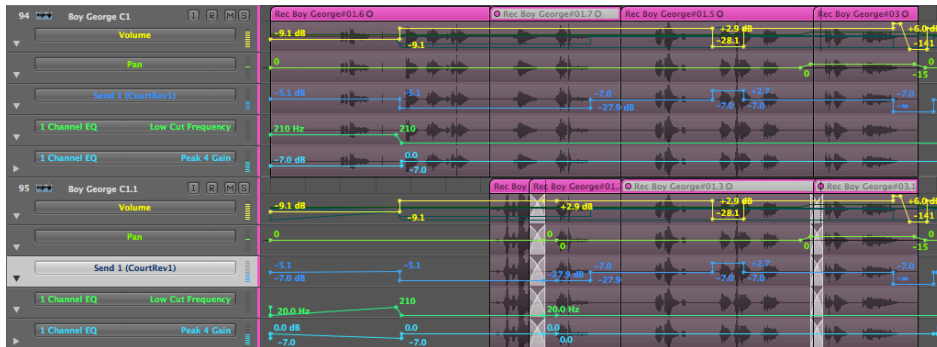 94 Boy George C1 I R M S Rec Boy George#01.6 Rec Boy George#01.7 Rec Boy George#01.5 Rec Boy George#03
Volume -9.1 dB -9.1 +2.9 dB -28.1 +6.0 dB -141
Pan 0 0 0 -15
Send 1 (CourtRev1) -5.1 dB -5.1 -7.0 -27.9 dB -7.0 +2.7 -7.0 -7.0 -∞
1 Channel EQ Low Cut Frequency 210 Hz 210
1 Channel EQ Peak 4 Gain -7.0 dB 0.0 -7.0
95 Boy George C1.1 I R M S Rec Boy Rec Boy George#01.. Rec Boy George#01.3 Rec Boy George#03.1
Volume -9.1 dB -9.1 +2.9 dB +2.9 dB -28.1 +6.0 dB -141
Pan 0 0 0 0 0 -15
Send 1 (CourtRev1) -5.1 -7.0 dB -5.1 -27.9 dB -7.0 -27.9 -7.0 +2.7 -7.0 -7.0 -∞
1 Channel EQ Low Cut Frequency 20.0 Hz 210 20.0 Hz
1 Channel EQ Peak 4 Gain 0.0 dB -7.0 0.0 -7.0 0.0 0.0